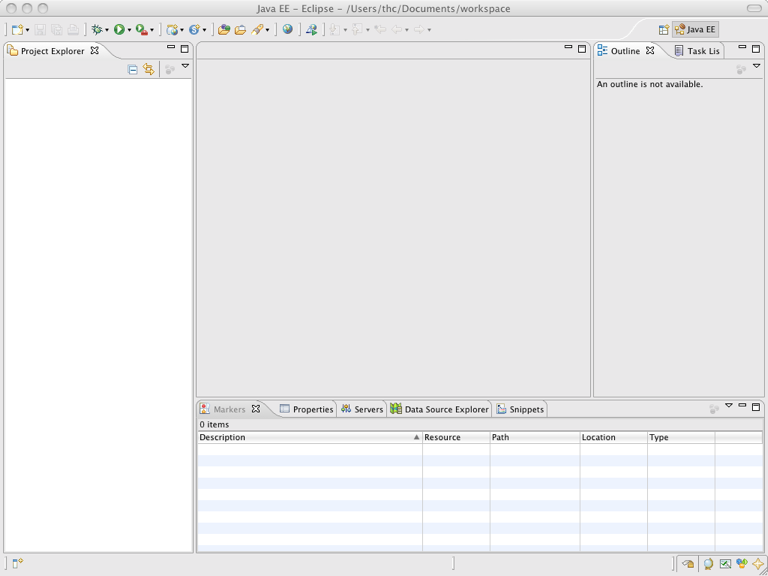 Java EE – Eclipse – /Users/thc/Documents/workspace
Java EE
Project Explorer
Outline
Task Lis
An outline is not available.
Markers
Properties
Servers
Data Source Explorer
Snippets
0 items
Description
Resource
Path
Location
Type